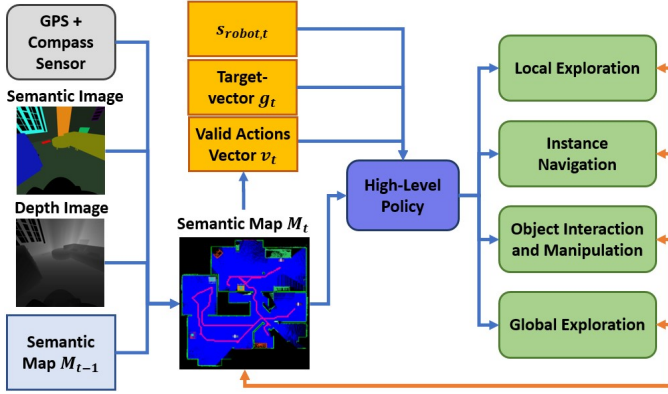 GPS +
Compass
Sensor
Semantic Image
Depth Image
Semantic
Map M_{t-1}
s_{robot,t}
Target-
vector g_t
Valid Actions
Vector v_t
Semantic Map M_t
High-Level
Policy
Local Exploration
Instance
Navigation
Object Interaction
and Manipulation
Global Exploration